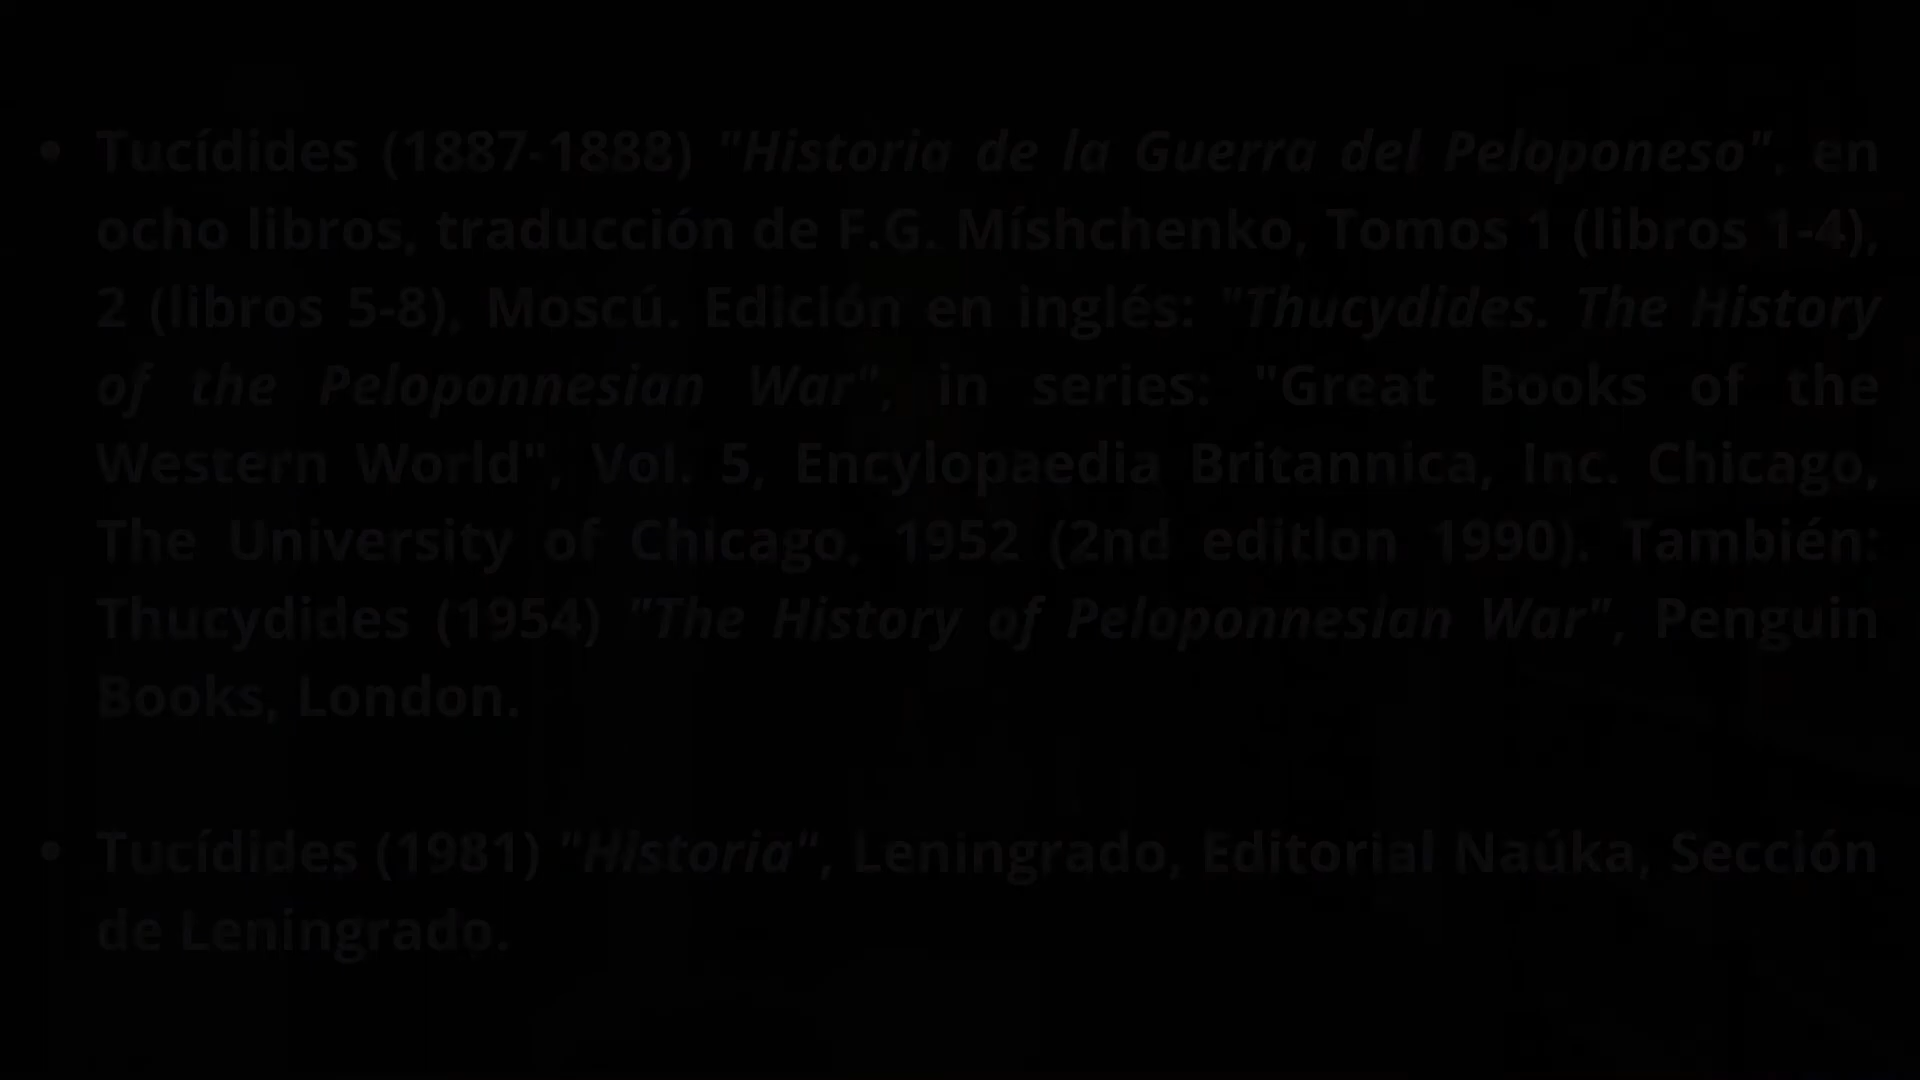 • Tucídides (1887-1888) "Historia de la Guerra del Peloponeso", en
ocho libros, traducción de F.G. Míshchenko, Tomos 1 (libros 1-4),
2 (libros 5-8), Moscú. Edición en inglés: "Thucydides. The History
of the Peloponnesian War", in series: "Great Books of the
Western World", Vol. 5, Encylopaedia Britannica, Inc. Chicago,
The University of Chicago, 1952 (2nd editlon 1990). También:
Thucydides (1954) "The History of Peloponnesian War", Penguin
Books, London.
• Tucídides (1981) "Historia", Leningrado, Editorial Naúka, Sección
de Leningrado.